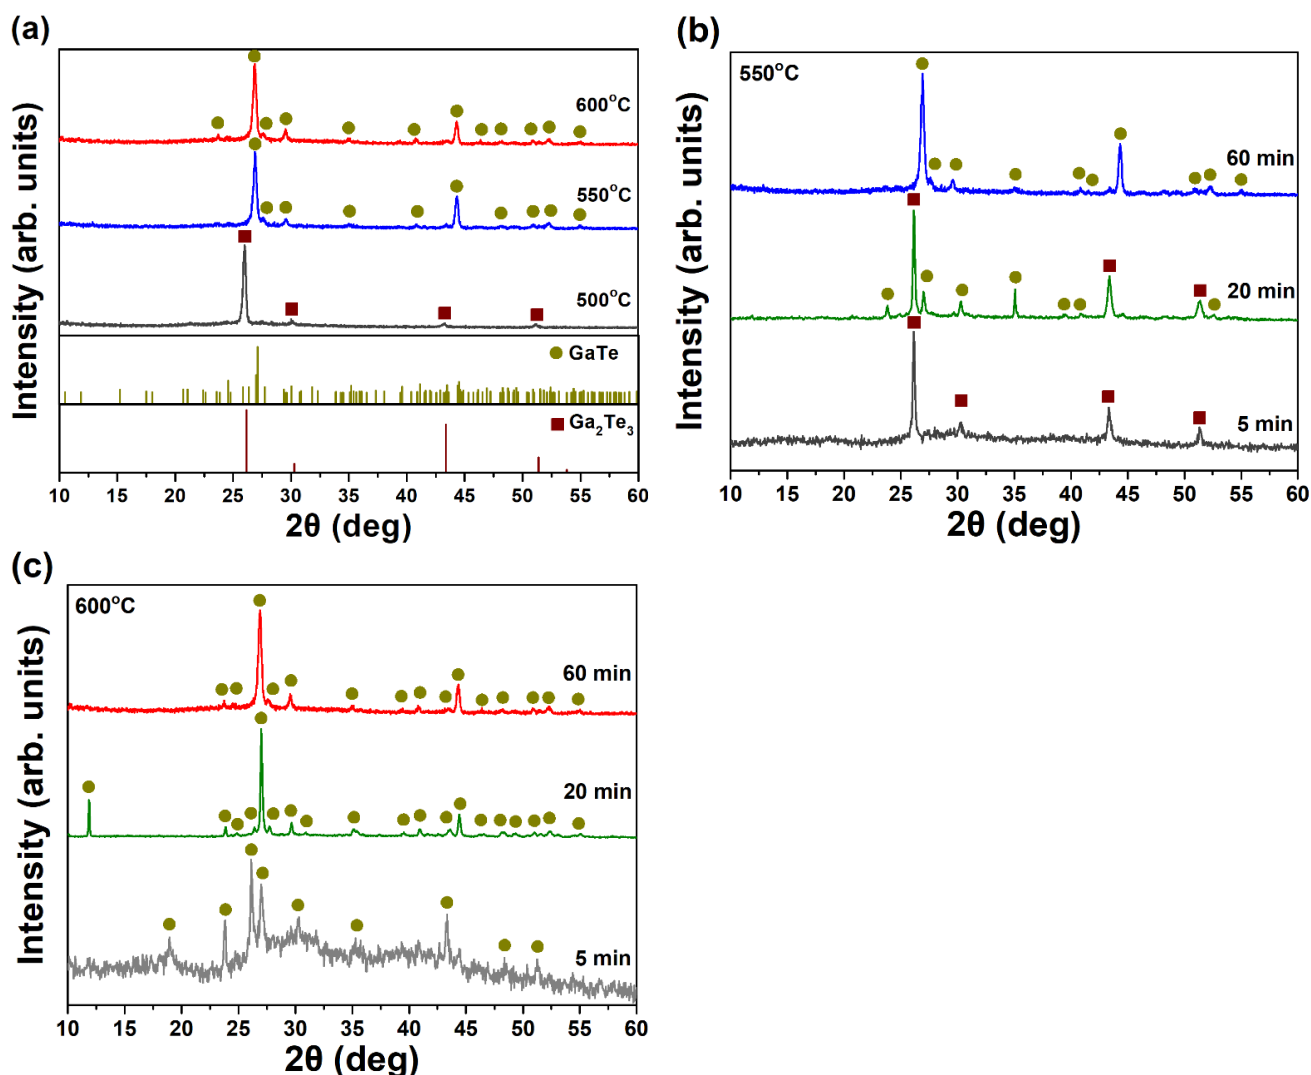 (a)
Intensity (arb. units)
600°C
550°C
500°C
GaTe
Ga₂Te₃
10 15 20 25 30 35 40 45 50 55 60
2θ (deg)
(b)
Intensity (arb. units)
550°C
60 min
20 min
5 min
10 15 20 25 30 35 40 45 50 55 60
2θ (deg)
(c)
Intensity (arb. units)
600°C
60 min
20 min
5 min
10 15 20 25 30 35 40 45 50 55 60
2θ (deg)